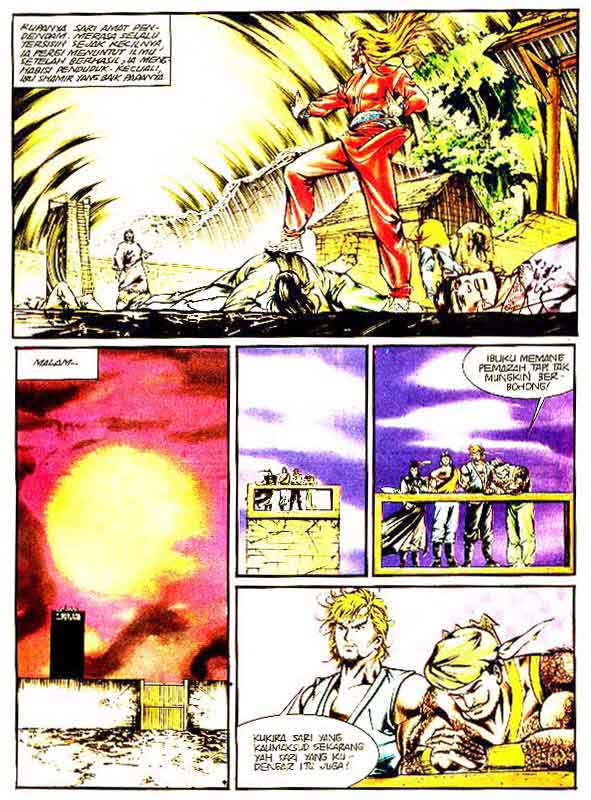 RUPANYA SARI AMAT PEN-
DENDAM. MERASA SELALU
TERSISIH SEJAK KECILNYA,
IA PERGI MENUNTUT ILMU
SETELAH BERHASIL, IA MENG-
HABISI PENDUDUK. KECUALI,
IBU SHAMIR YANG BAIK PADANYA
MALAM..
IBUKU MEMANG
PEMARAH TAPI TAK
MUNGKIN BER-
BOHONG!
KUKIRA SARI YANG
KAUMAKSUD SEKARANG
YAH SARI YANG KU-
DENGAR ITU JUGA!